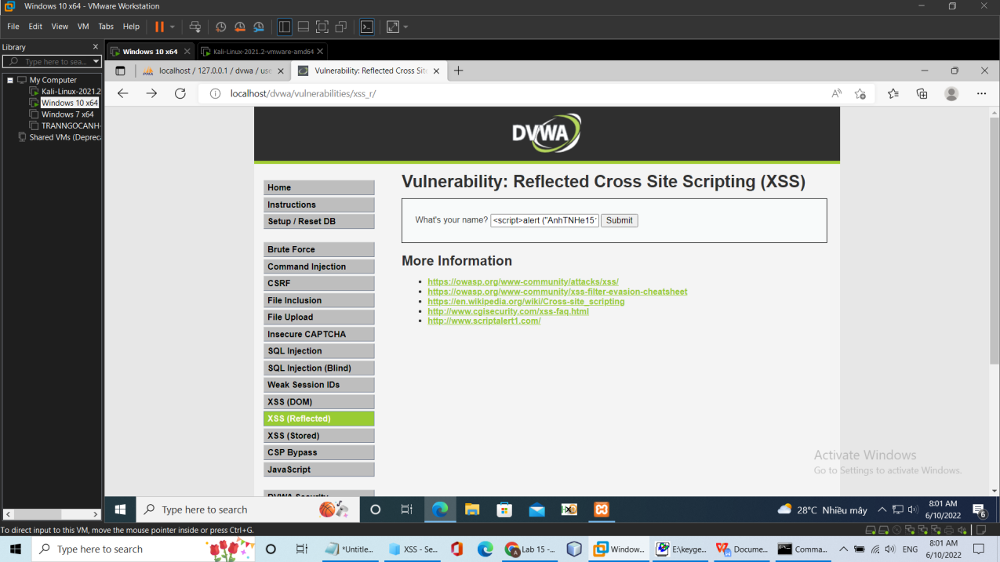 Windows 10 x64 - VMware Workstation
File Edit View VM Tabs Help
Library
Type here to sea...
My Computer
Kali-Linux-2021.2
Windows 10 x64
Windows 7 x64
TRANNGOCANH-
Shared VMs (Depreca
Windows 10 x64
Kali-Linux-2021.2-vmware-amd64
localhost / 127.0.0.1 / dvwa / use
Vulnerability: Reflected Cross Site
localhost/dvwa/vulnerabilities/xss_r/
DVWA
Home
Instructions
Setup / Reset DB
Brute Force
Command Injection
CSRF
File Inclusion
File Upload
Insecure CAPTCHA
SQL Injection
SQL Injection (Blind)
Weak Session IDs
XSS (DOM)
XSS (Reflected)
XSS (Stored)
CSP Bypass
JavaScript
DVWA Security
Vulnerability: Reflected Cross Site Scripting (XSS)
What's your name? <script>alert ("AnhTNHe15 Submit
More Information
https://owasp.org/www-community/attacks/xss/
https://owasp.org/www-community/xss-filter-evasion-cheatsheet
https://en.wikipedia.org/wiki/Cross-site_scripting
http://www.cgisecurity.com/xss-faq.html
http://www.scriptalert1.com/
Activate Windows
Go to Settings to activate Windows.
Type here to search
28°C Nhiều mây
8:01 AM
6/10/2022
6
To direct input to this VM, move the mouse pointer inside or press Ctrl+G.
Type here to search
*Untitle...
XSS - Se...
Lab 15 -...
Window...
E:\keyge...
Docume...
Comma...
ENG
8:01 AM
6/10/2022